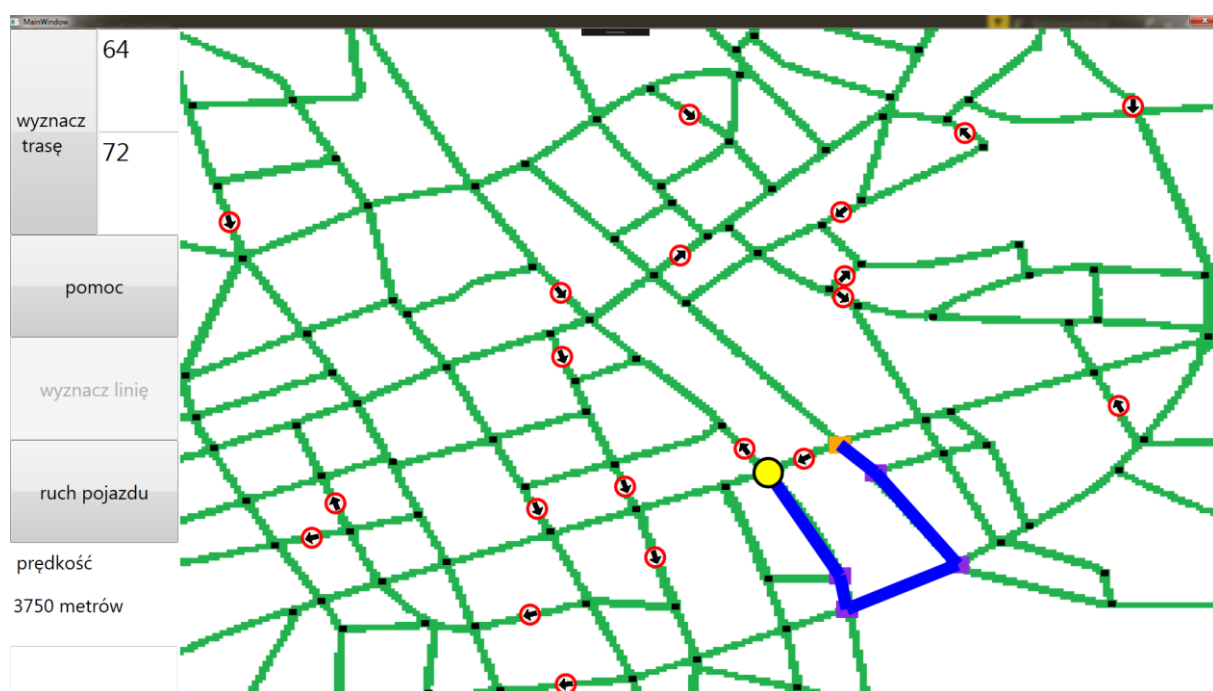 MainWindow
64
wyznacz
trasę
72
pomoc
wyznacz linię
ruch pojazdu
prędkość
3750 metrów